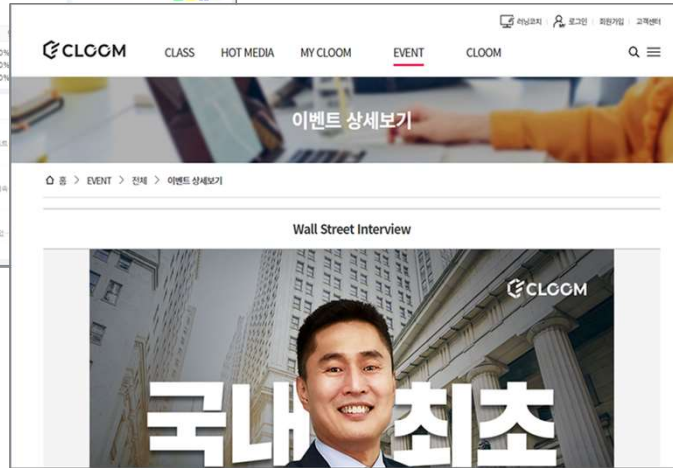 러닝코치 로그인 회원가입 고객센터
CLOOM CLASS HOT MEDIA MY CLOOM EVENT CLOOM
이벤트 상세보기
홈 > EVENT > 전체 > 이벤트 상세보기
Wall Street Interview
CLOOM
국내 최초